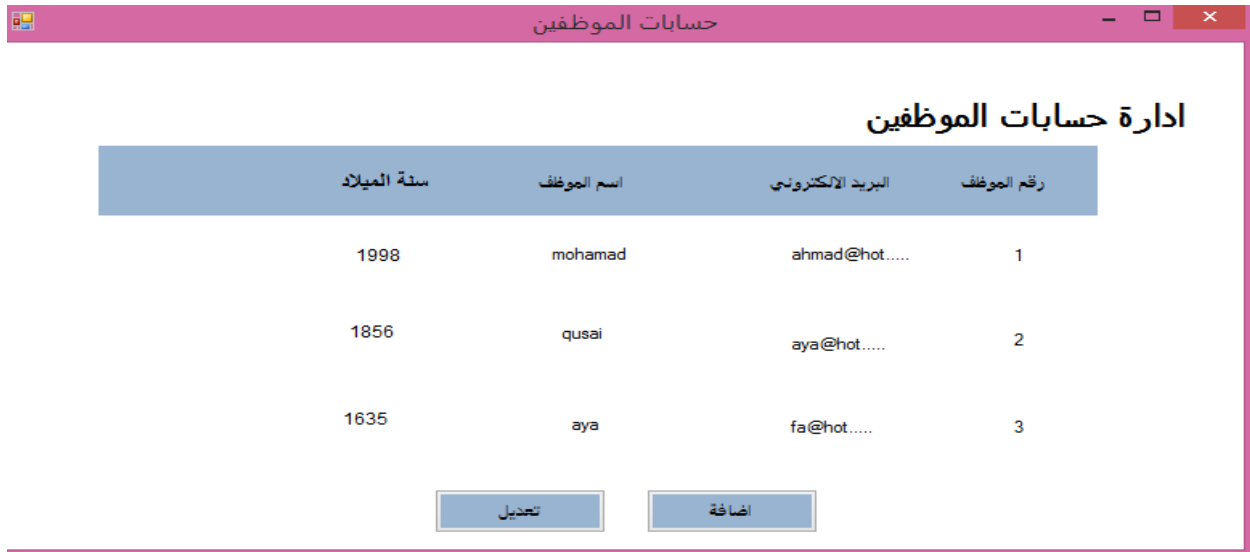 حسابات الموظفين
ادارة حسابات الموظفين
رقم الموظف البريد الالكتروني اسم الموظف سنة الميلاد
1 ahmad@hot..... mohamad 1998
2 aya@hot..... qusai 1856
3 fa@hot..... aya 1635
اضافة تعديل